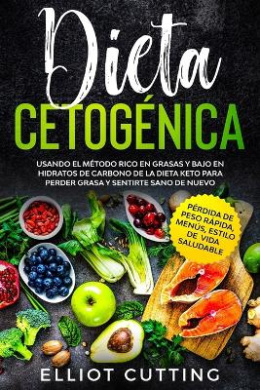 Dieta
CETOGÉNICA
USANDO EL MÉTODO RICO EN GRASAS Y BAJO EN
HIDRATOS DE CARBONO DE LA DIETA KETO PARA
PERDER GRASA Y SENTIRTE SANO DE NUEVO
PÉRDIDA DE
PESO RÁPIDA,
MENÚS, ESTILO
DE VIDA
SALUDABLE
ELLIOT CUTTING